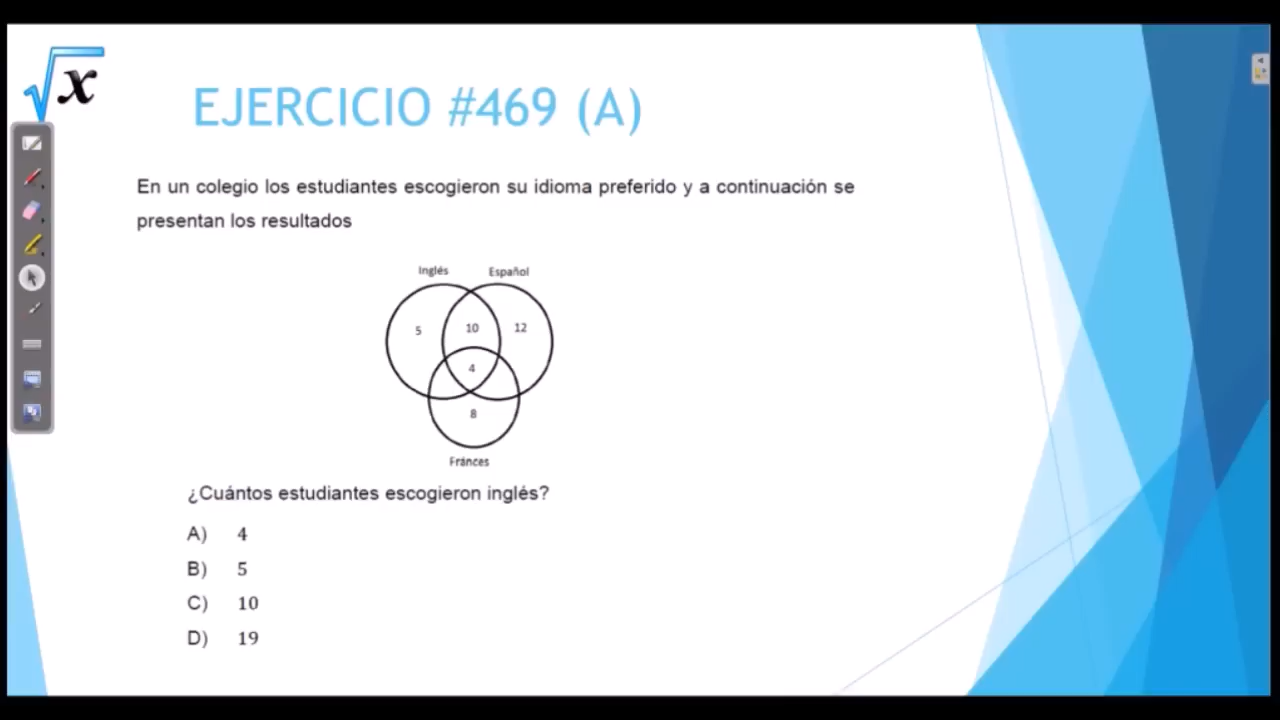 √x
EJERCICIO #469 (A)
En un colegio los estudiantes escogieron su idioma preferido y a continuación se
presentan los resultados
Inglés Español
5 10 12
4
8
Fránces
¿Cuántos estudiantes escogieron inglés?
A) 4
B) 5
C) 10
D) 19